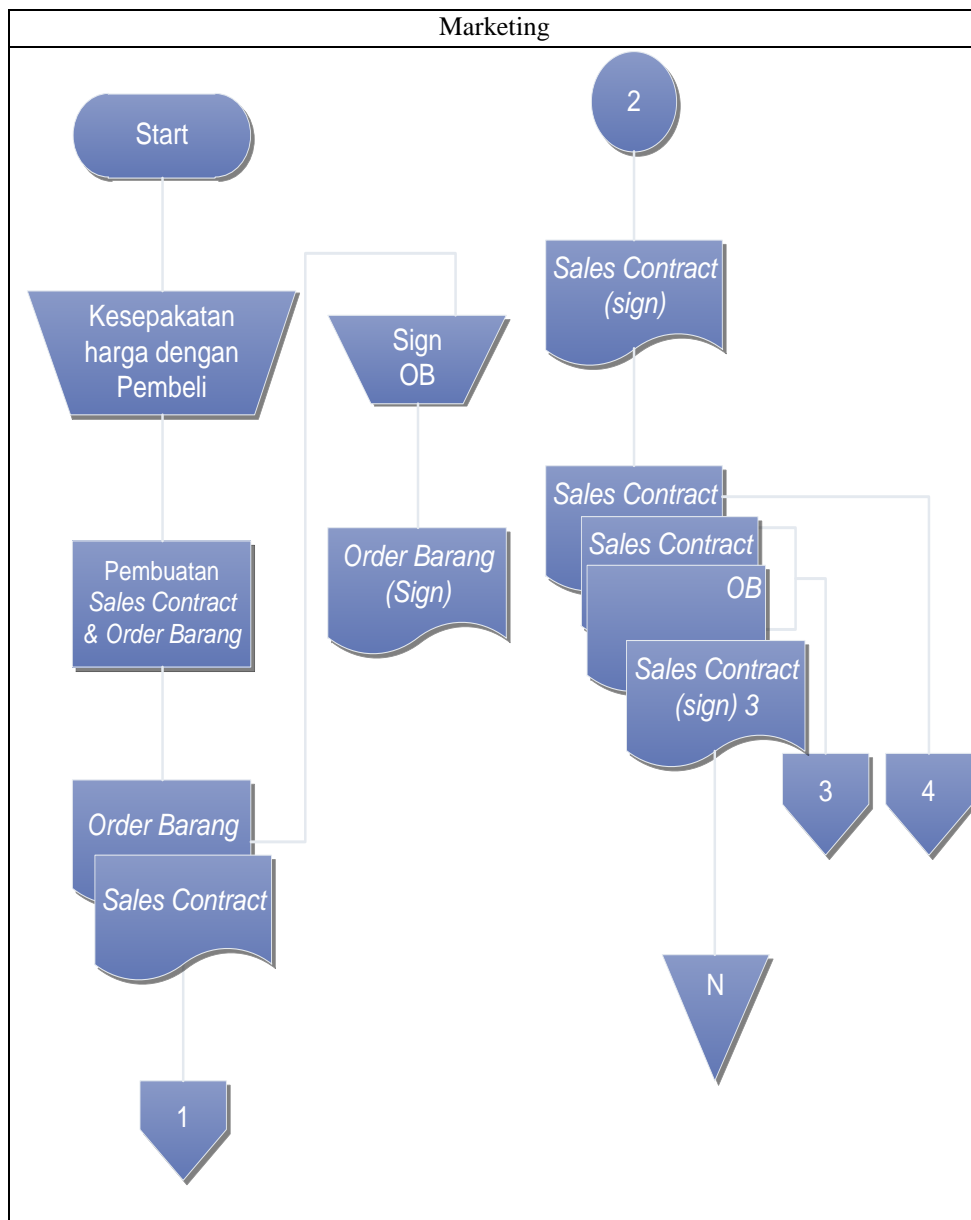 Marketing
Start
Kesepakatan
harga dengan
Pembeli
Pembuatan
Sales Contract
& Order Barang
Order Barang
Sales Contract
1
Sign
OB
Order Barang
(Sign)
2
Sales Contract
(sign)
Sales Contract
Sales Contract
OB
Sales Contract
(sign) 3
3
4
N